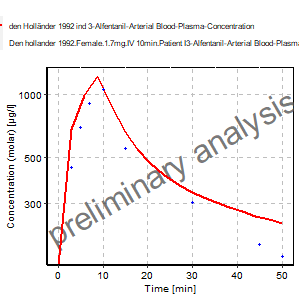 den Holländer 1992 ind 3-Alfentanil-Arterial Blood-Plasma-Concentration
Den hollander 1992.Female.1.7mg.IV 10min.Patient I3-Alfentanil-Arterial Blood-Plasma
Concentration (molar) [µg/l]
1000
500
300
preliminary analysis
0
10
20
30
40
50
Time [min]